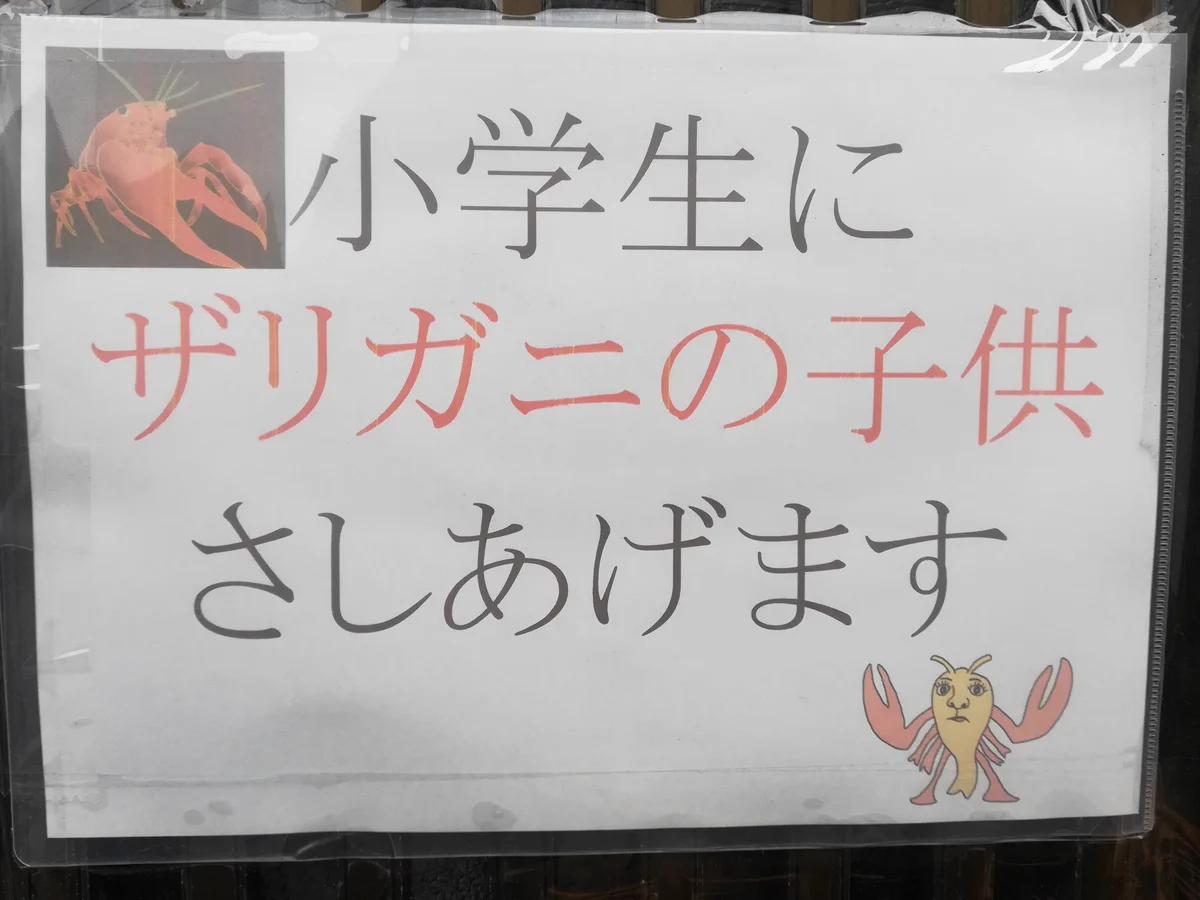 小学生に
ザリガニの子供
さしあげます